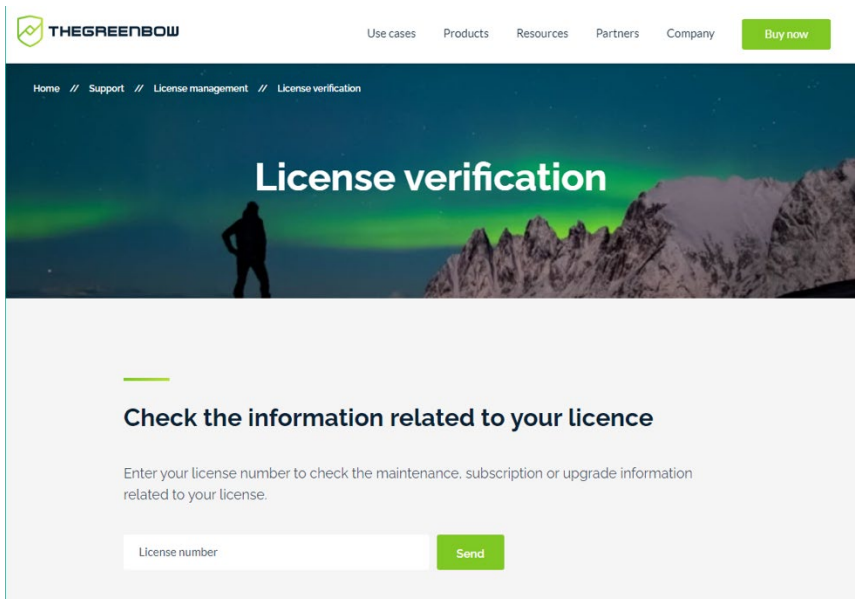 THEGREENBOW
Use cases Products Resources Partners Company Buy now
Home // Support // License management // License verification
License verification
Check the information related to your licence
Enter your license number to check the maintenance, subscription or upgrade information
related to your license.
License number Send